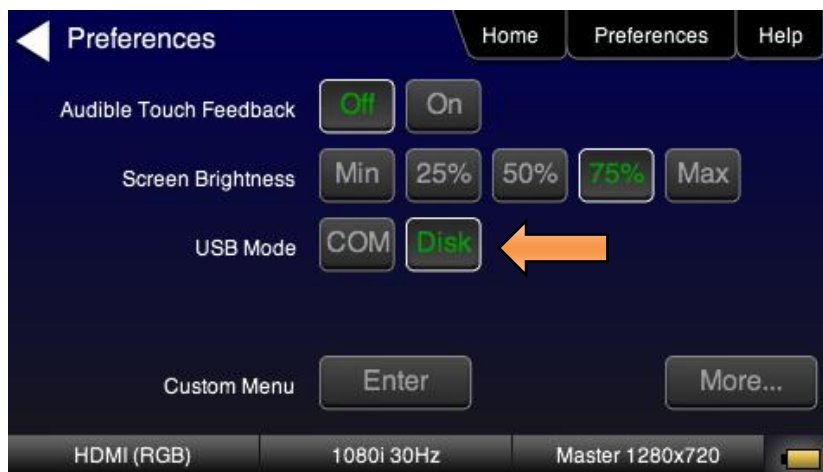 Preferences Home Preferences Help
Audible Touch Feedback Off On
Screen Brightness Min 25% 50% 75% Max
USB Mode COM Disk
Custom Menu Enter More...
HDMI (RGB) 1080i 30Hz Master 1280x720